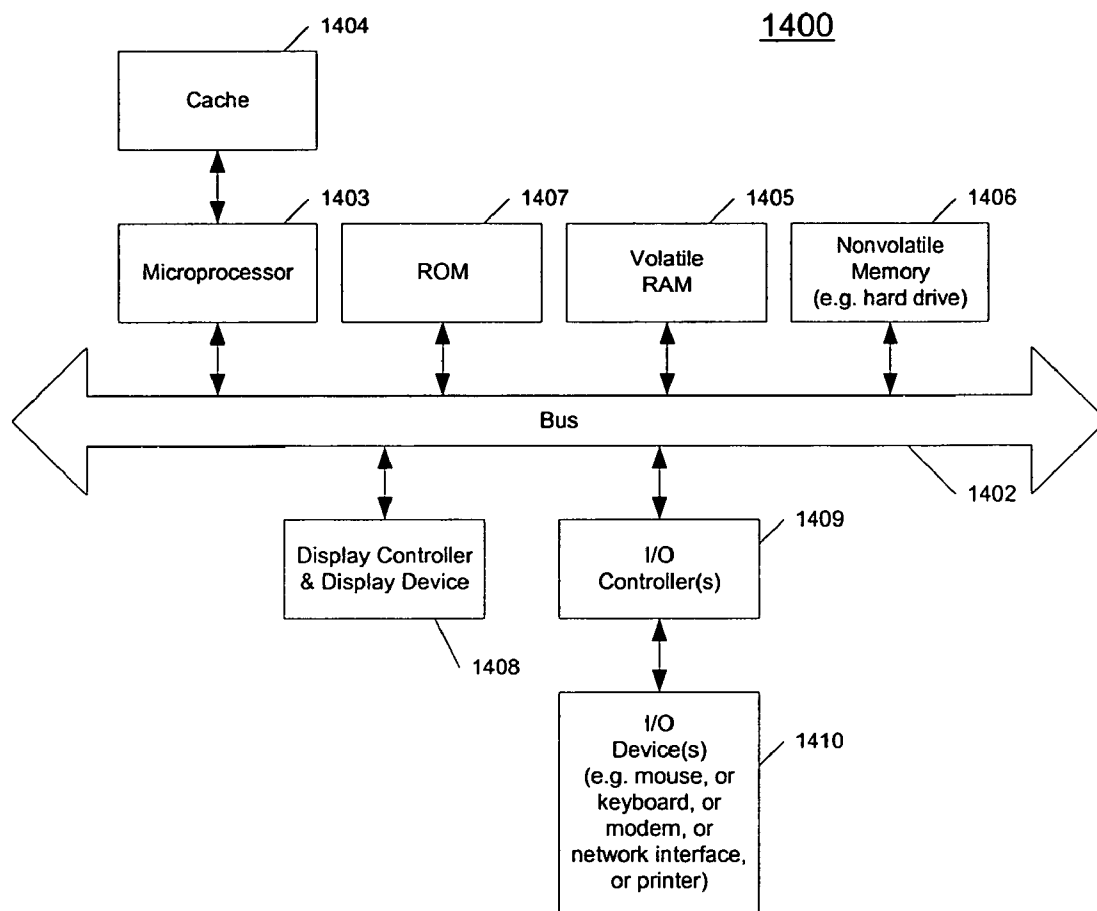 1400
1404
Cache
1403
Microprocessor
1407
ROM
1405
Volatile
RAM
1406
Nonvolatile
Memory
(e.g. hard drive)
Bus
1402
Display Controller
& Display Device
1408
1409
I/O
Controller(s)
1410
I/O
Device(s)
(e.g. mouse, or
keyboard, or
modem, or
network interface,
or printer)